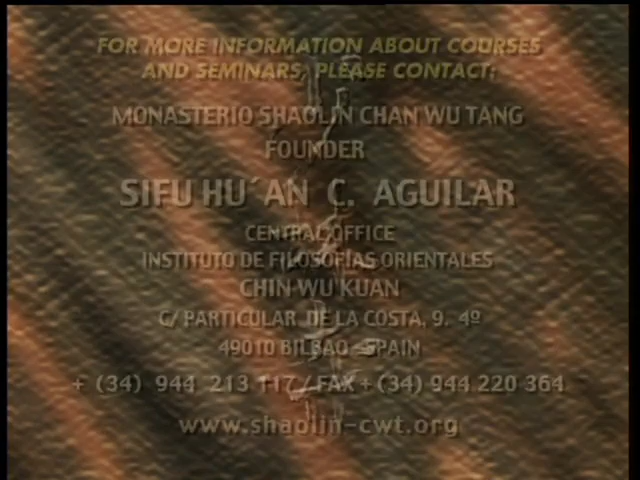 FOR MORE INFORMATION ABOUT COURSES
AND SEMINARS, PLEASE CONTACT:
MONASTERIO SHAOLIN CHAN WU TANG
FOUNDER
SIFU HU´AN C. AGUILAR
CENTRAL OFFICE
INSTITUTO DE FILOSOFÍAS ORIENTALES
CHIN WU KUAN
C/ PARTICULAR DE LA COSTA, 9. 4º
49010 BILBAO - SPAIN
+ (34) 944 213 117 / FAX + (34) 944 220 364
www.shaolin-cwt.org